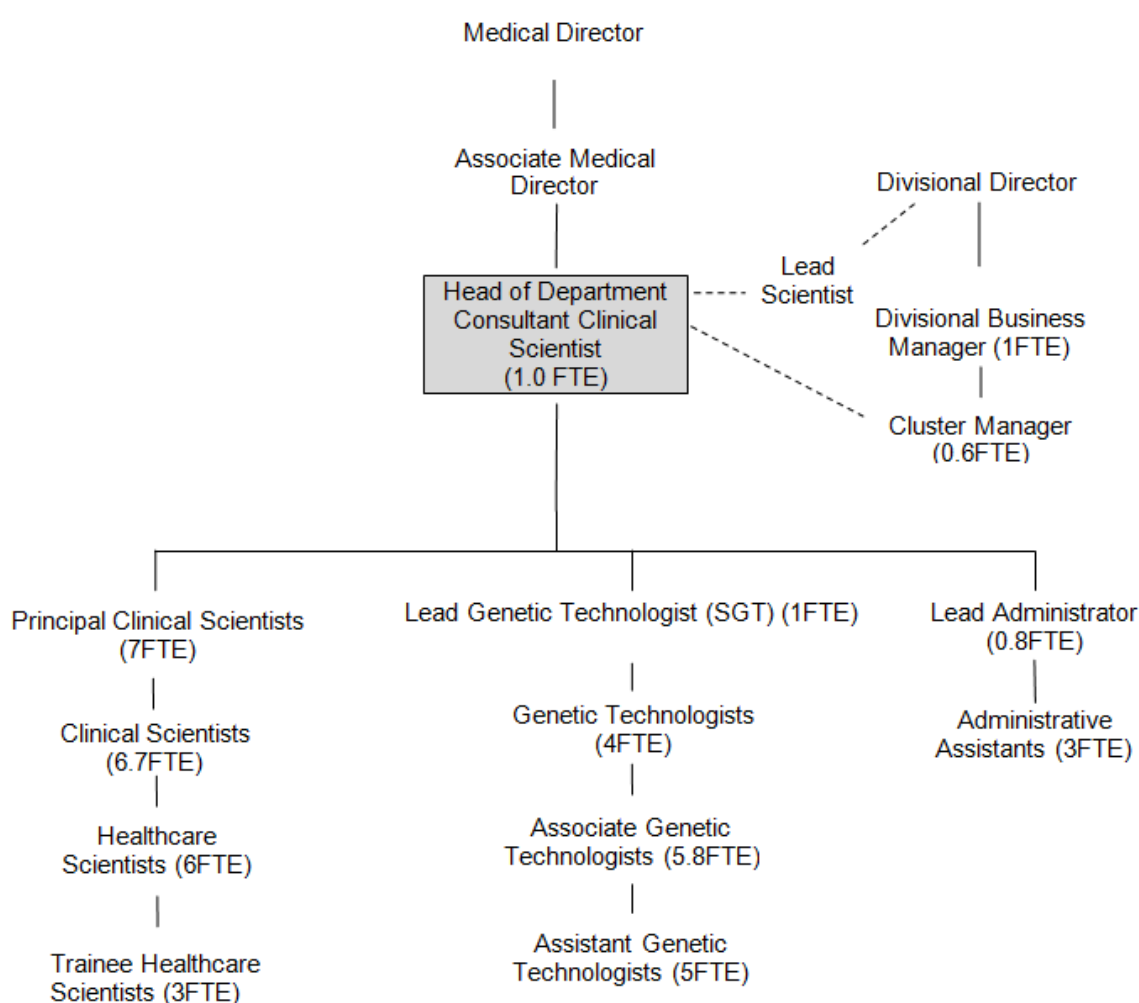 Medical Director
Associate Medical
Director
Divisional Director
Lead
Scientist
Head of Department
Consultant Clinical
Scientist
(1.0 FTE)
Divisional Business
Manager (1FTE)
Cluster Manager
(0.6FTE)
Principal Clinical Scientists
(7FTE)
Clinical Scientists
(6.7FTE)
Healthcare
Scientists (6FTE)
Trainee Healthcare
Scientists (3FTE)
Lead Genetic Technologist (SGT) (1FTE)
Genetic Technologists
(4FTE)
Associate Genetic
Technologists (5.8FTE)
Assistant Genetic
Technologists (5FTE)
Lead Administrator
(0.8FTE)
Administrative
Assistants (3FTE)